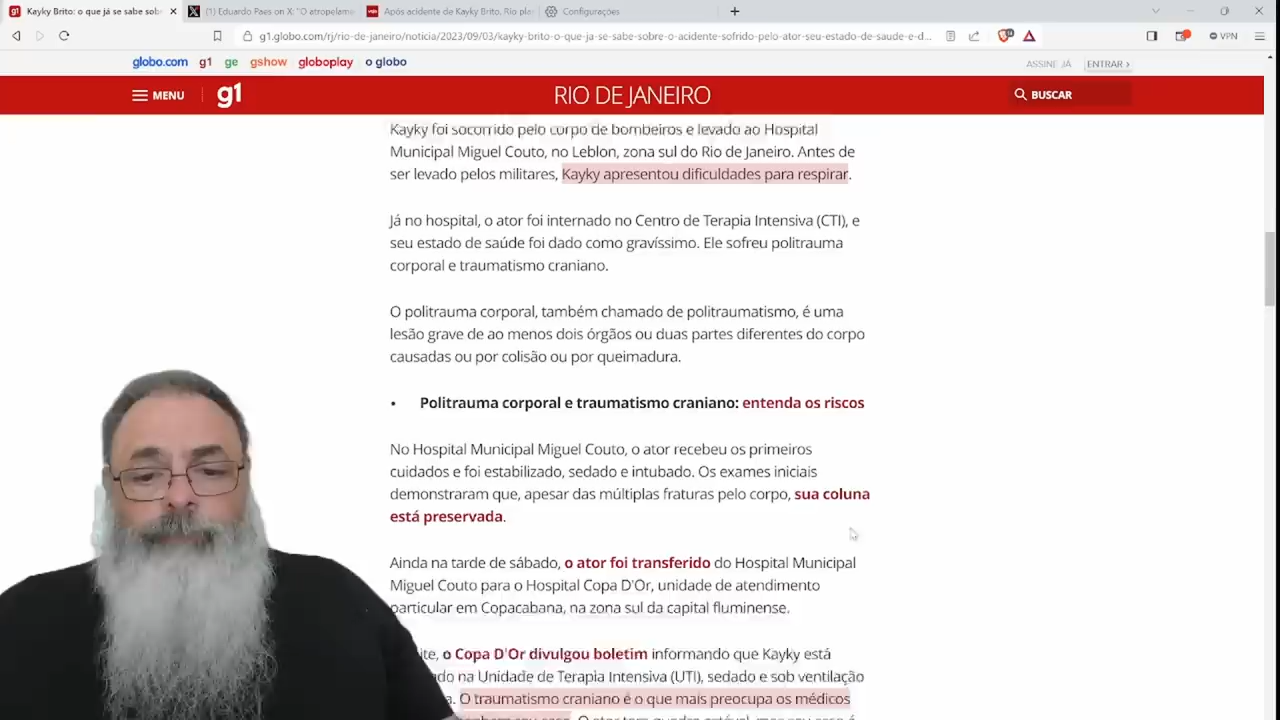 Kayky Brito: o que já se sabe sob
(1) Eduardo Paes on X: "O atropelame
Após acidente de Kayky Brito, Rio pla
Configurações
g1.globo.com/rj/rio-de-janeiro/noticia/2023/09/03/kayky-brito-o-que-ja-se-sabe-sobre-o-acidente-sofrido-pelo-ator-seu-estado-de-saude-e-d...
VPN
globo.com g1 ge gshow globoplay o globo
ASSINE JÁ ENTRAR ›
MENU g1 RIO DE JANEIRO BUSCAR
Kayky foi socorrido pelo corpo de bombeiros e levado ao Hospital
Municipal Miguel Couto, no Leblon, zona sul do Rio de Janeiro. Antes de
ser levado pelos militares, Kayky apresentou dificuldades para respirar.
Já no hospital, o ator foi internado no Centro de Terapia Intensiva (CTI), e
seu estado de saúde foi dado como gravíssimo. Ele sofreu politrauma
corporal e traumatismo craniano.
O politrauma corporal, também chamado de politraumatismo, é uma
lesão grave de ao menos dois órgãos ou duas partes diferentes do corpo
causadas ou por colisão ou por queimadura.
• Politrauma corporal e traumatismo craniano: entenda os riscos
No Hospital Municipal Miguel Couto, o ator recebeu os primeiros
cuidados e foi estabilizado, sedado e intubado. Os exames iniciais
demonstraram que, apesar das múltiplas fraturas pelo corpo, sua coluna
está preservada.
Ainda na tarde de sábado, o ator foi transferido do Hospital Municipal
Miguel Couto para o Hospital Copa D'Or, unidade de atendimento
particular em Copacabana, na zona sul da capital fluminense.
o Copa D'Or divulgou boletim informando que Kayky está
na Unidade de Terapia Intensiva (UTI), sedado e sob ventilação
O traumatismo craniano é o que mais preocupa os médicos